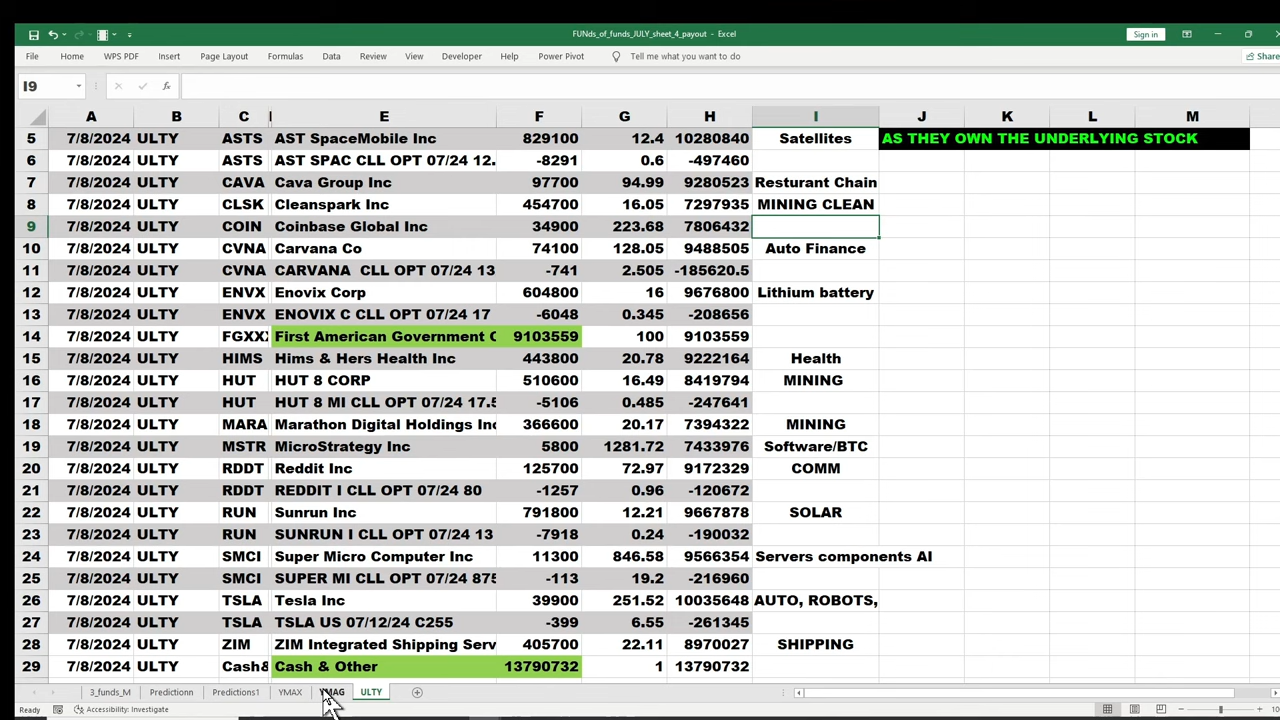 FUNds_of_funds_JULY_sheet_4_payout - Excel
Sign in
File Home WPS PDF Insert Page Layout Formulas Data Review View Developer Help Power Pivot Tell me what you want to do Share
I9 fx
A B C E F G H I J K L M
5 7/8/2024 ULTY ASTS AST SpaceMobile Inc 829100 12.4 10280840 Satellites AS THEY OWN THE UNDERLYING STOCK
6 7/8/2024 ULTY ASTS AST SPAC CLL OPT 07/24 12. -8291 0.6 -497460
7 7/8/2024 ULTY CAVA Cava Group Inc 97700 94.99 9280523 Resturant Chain
8 7/8/2024 ULTY CLSK Cleanspark Inc 454700 16.05 7297935 MINING CLEAN
9 7/8/2024 ULTY COIN Coinbase Global Inc 34900 223.68 7806432
10 7/8/2024 ULTY CVNA Carvana Co 74100 128.05 9488505 Auto Finance
11 7/8/2024 ULTY CVNA CARVANA CLL OPT 07/24 13 -741 2.505 -185620.5
12 7/8/2024 ULTY ENVX Enovix Corp 604800 16 9676800 Lithium battery
13 7/8/2024 ULTY ENVX ENOVIX C CLL OPT 07/24 17 -6048 0.345 -208656
14 7/8/2024 ULTY FGXXX First American Government 9103559 100 9103559
15 7/8/2024 ULTY HIMS Hims & Hers Health Inc 443800 20.78 9222164 Health
16 7/8/2024 ULTY HUT HUT 8 CORP 510600 16.49 8419794 MINING
17 7/8/2024 ULTY HUT HUT 8 MI CLL OPT 07/24 17.5 -5106 0.485 -247641
18 7/8/2024 ULTY MARA Marathon Digital Holdings Inc 366600 20.17 7394322 MINING
19 7/8/2024 ULTY MSTR MicroStrategy Inc 5800 1281.72 7433976 Software/BTC
20 7/8/2024 ULTY RDDT Reddit Inc 125700 72.97 9172329 COMM
21 7/8/2024 ULTY RDDT REDDIT I CLL OPT 07/24 80 -1257 0.96 -120672
22 7/8/2024 ULTY RUN Sunrun Inc 791800 12.21 9667878 SOLAR
23 7/8/2024 ULTY RUN SUNRUN I CLL OPT 07/24 13 -7918 0.24 -190032
24 7/8/2024 ULTY SMCI Super Micro Computer Inc 11300 846.58 9566354 Servers components AI
25 7/8/2024 ULTY SMCI SUPER MI CLL OPT 07/24 875 -113 19.2 -216960
26 7/8/2024 ULTY TSLA Tesla Inc 39900 251.52 10035648 AUTO, ROBOTS,
27 7/8/2024 ULTY TSLA TSLA US 07/12/24 C255 -399 6.55 -261345
28 7/8/2024 ULTY ZIM ZIM Integrated Shipping Serv 405700 22.11 8970027 SHIPPING
29 7/8/2024 ULTY Cash& Cash & Other 13790732 1 13790732
3_funds_M Predictionn Predictions1 YMAX YMAG ULTY
Ready Accessibility: Investigate 10